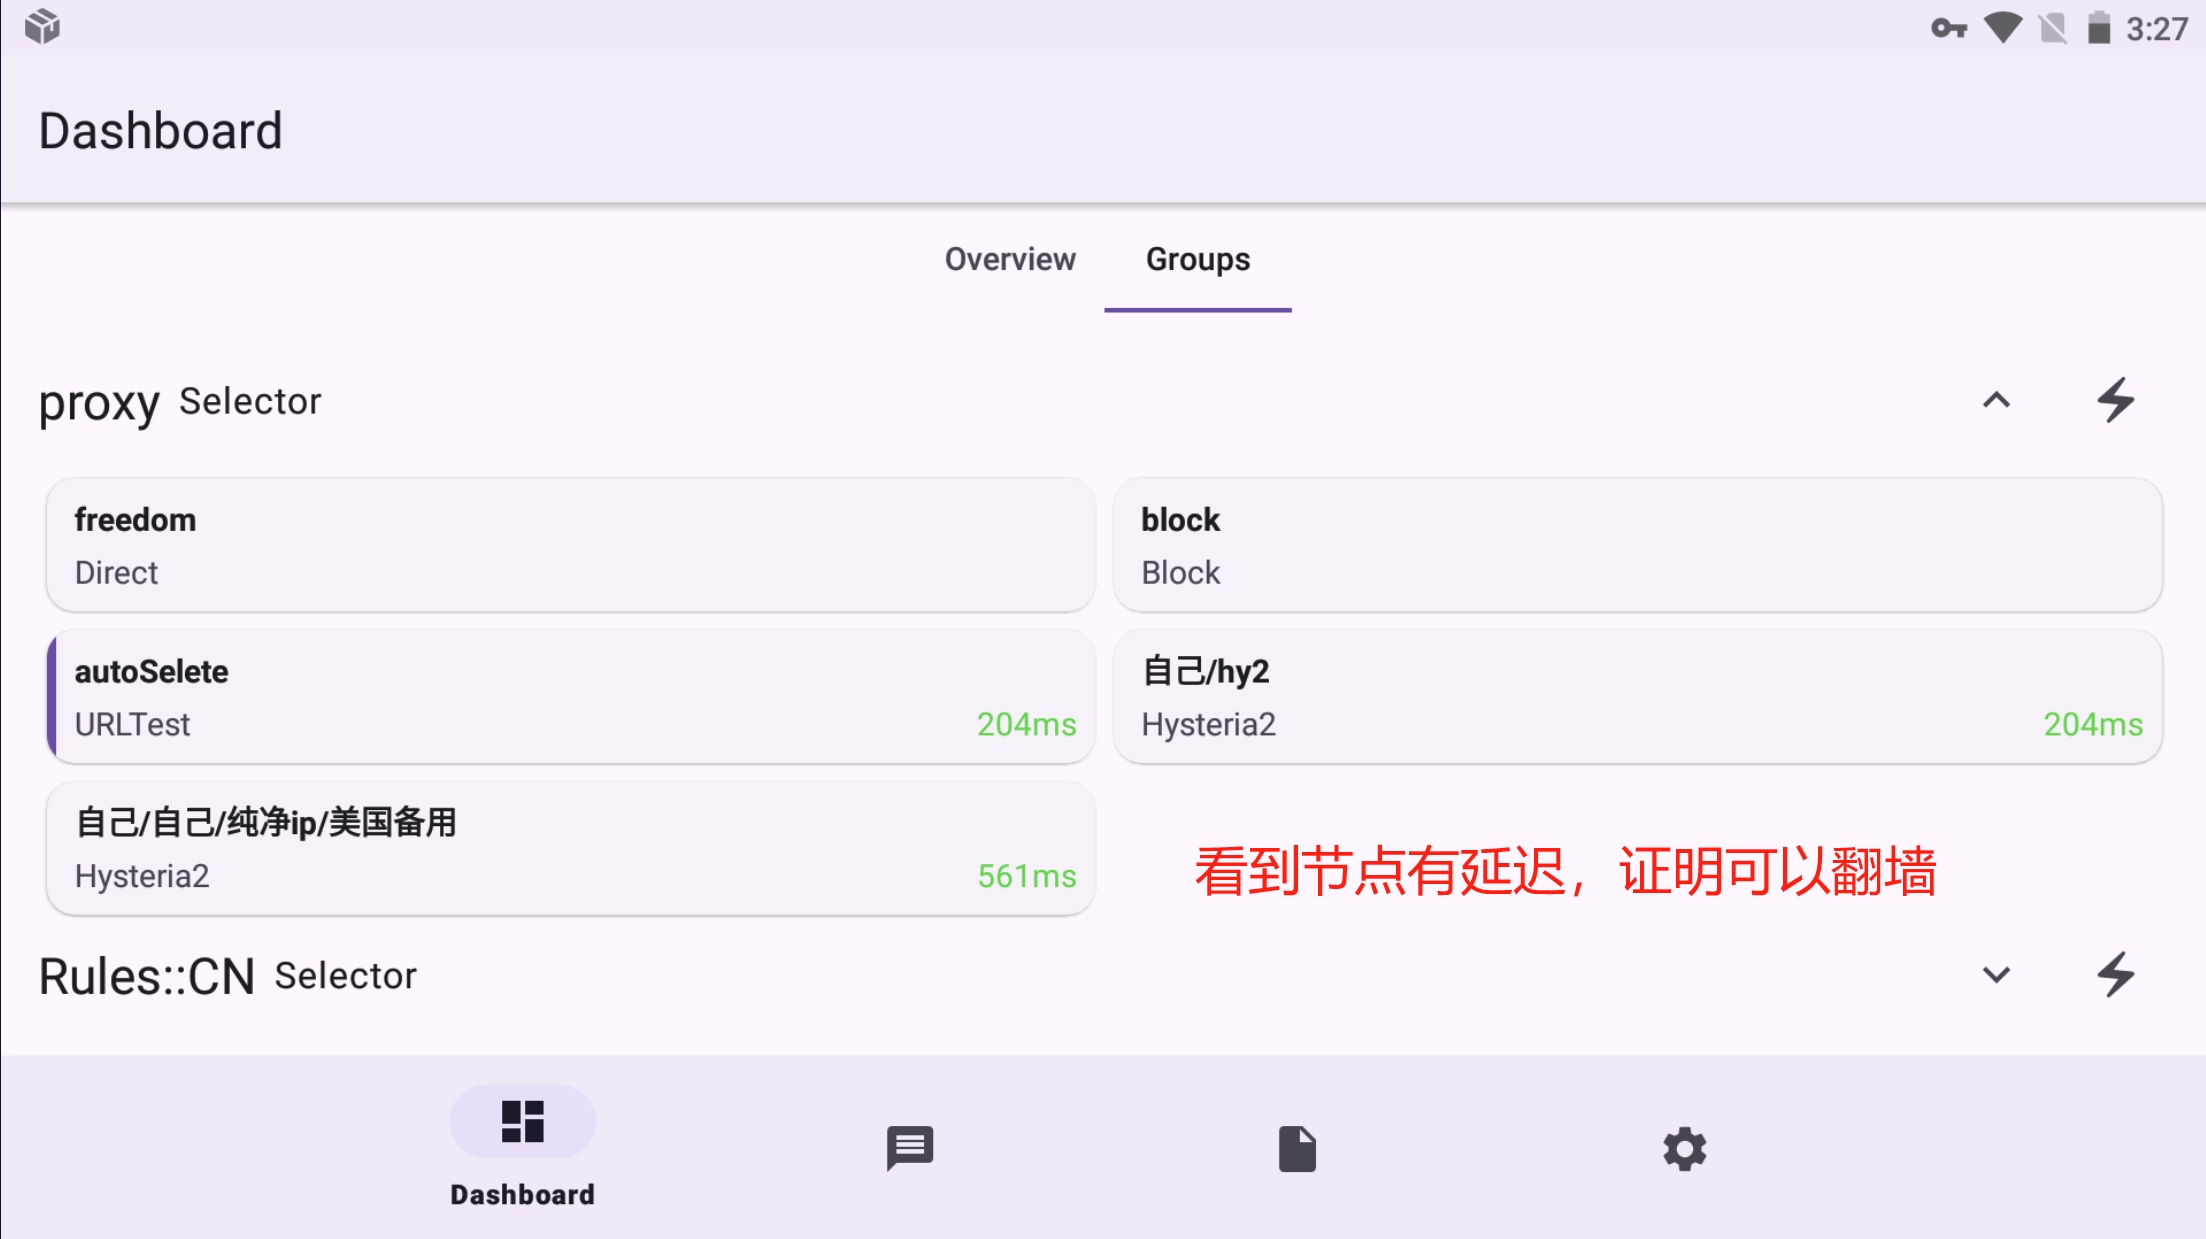 3:27
Dashboard
Overview
Groups
proxy Selector
freedom
Direct
block
Block
autoSelete
URLTest
204ms
自己/hy2
Hysteria2
204ms
自己/自己/纯净ip/美国备用
Hysteria2
561ms
看到节点有延迟，证明可以翻墙
Rules::CN Selector
Dashboard